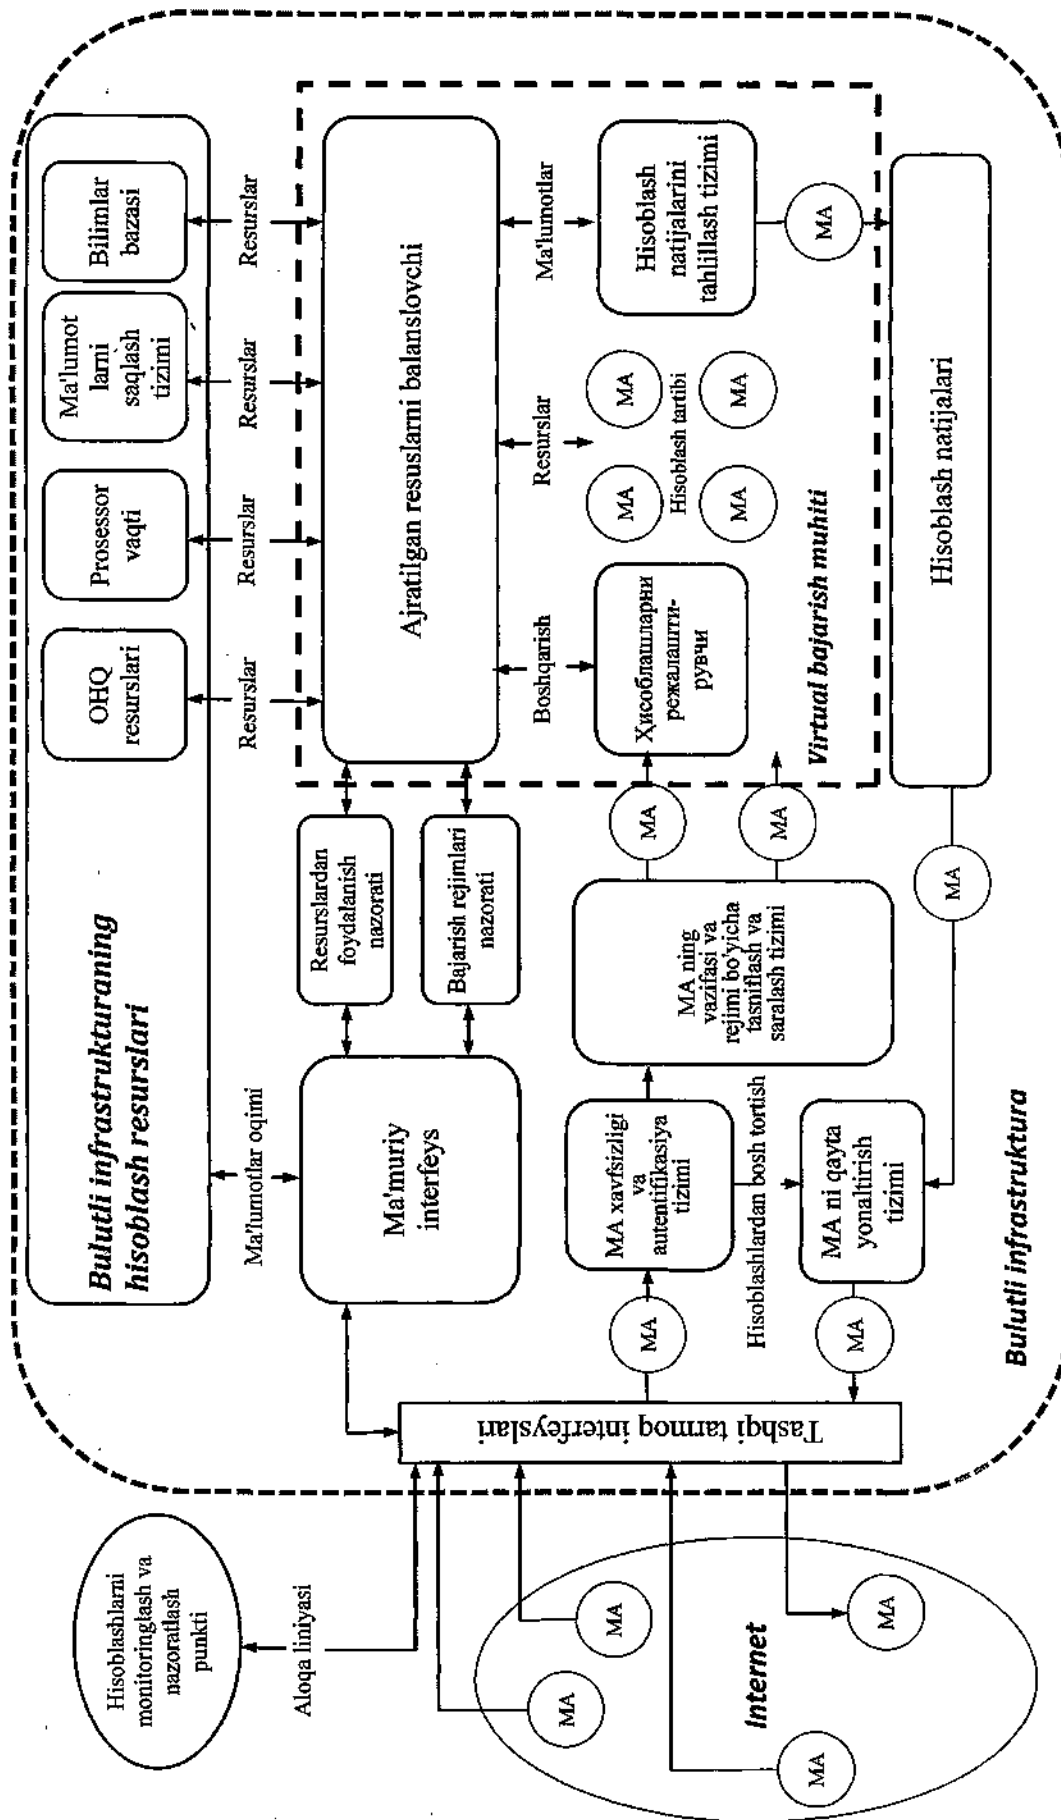 Bulutli infrastrukturaning
hisoblash resurslari
OHQ
resurslari
Prosessor
vaqti
Ma'lumot
larni
saqlash
tizimi
Bilimlar
bazasi
Hisoblashlarni
monitoringlash va
nazoratlash
punkti
Aloqa liniyasi
Ma'lumotlar oqimi
Resurslar
Resurslar
Resurslar
Resurslar
Ma'muriy
interfeys
Resurslardan
foydalanish
nazorati
Bajarish rejimlari
nazorati
Ajratilgan resuslarni balanslovchi
Tashqi tarmoq interfeyslari
Boshqarish
Resurslar
Ma'lumotlar
MA
MA
MA
Internet
MA
MA
MA xavfsizligi
va
autentifikasiya
tizimi
MA ning
vazifasi va
rejimi bo'yicha
tasniflash va
saralash tizimi
MA
MA
Ҳисоблашларни
режалашти-
рувчи
MA
MA
Hisoblash tartibi
MA
MA
Hisoblash
natijalarini
tahlillash tizimi
Hisoblashlardan bosh tortish
Virtual bajarish muhiti
MA
MA
MA ni qayta
yonaltirish
tizimi
MA
Hisoblash natijalari
Bulutli infrastruktura